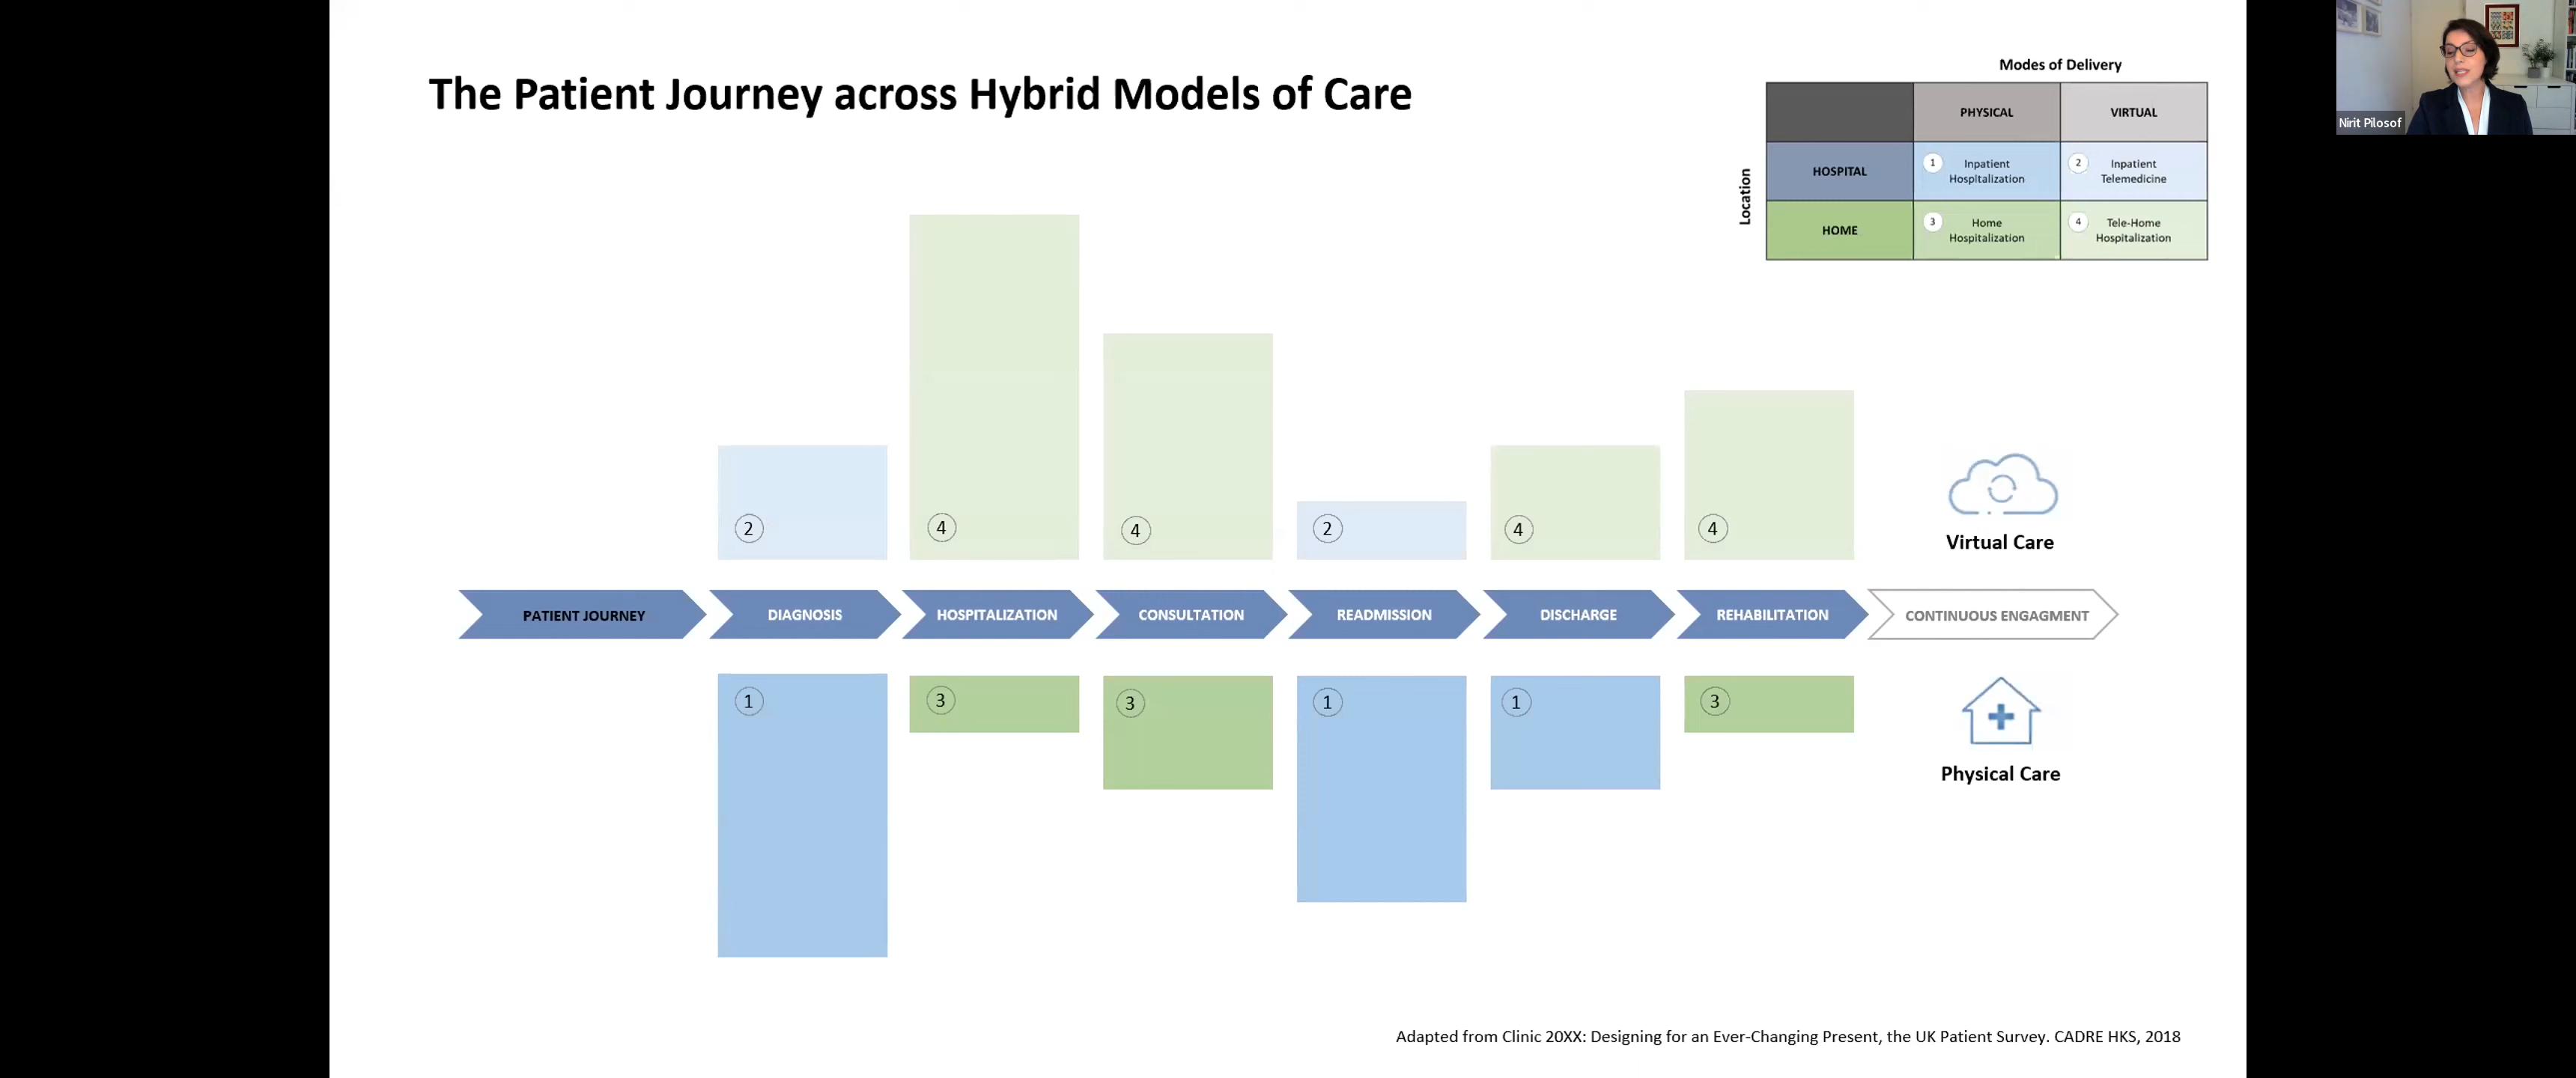 The Patient Journey across Hybrid Models of Care
Modes of Delivery
PHYSICAL
VIRTUAL
Location
HOSPITAL
1
Inpatient
Hospitalization
2
Inpatient
Telemedicine
HOME
3
Home
Hospitalization
4
Tele-Home
Hospitalization
Nirit Pilosof
2
4
4
2
4
4
Virtual Care
PATIENT JOURNEY
DIAGNOSIS
HOSPITALIZATION
CONSULTATION
READMISSION
DISCHARGE
REHABILITATION
CONTINUOUS ENGAGMENT
1
3
3
1
1
3
Physical Care
Adapted from Clinic 20XX: Designing for an Ever-Changing Present, the UK Patient Survey. CADRE HKS, 2018